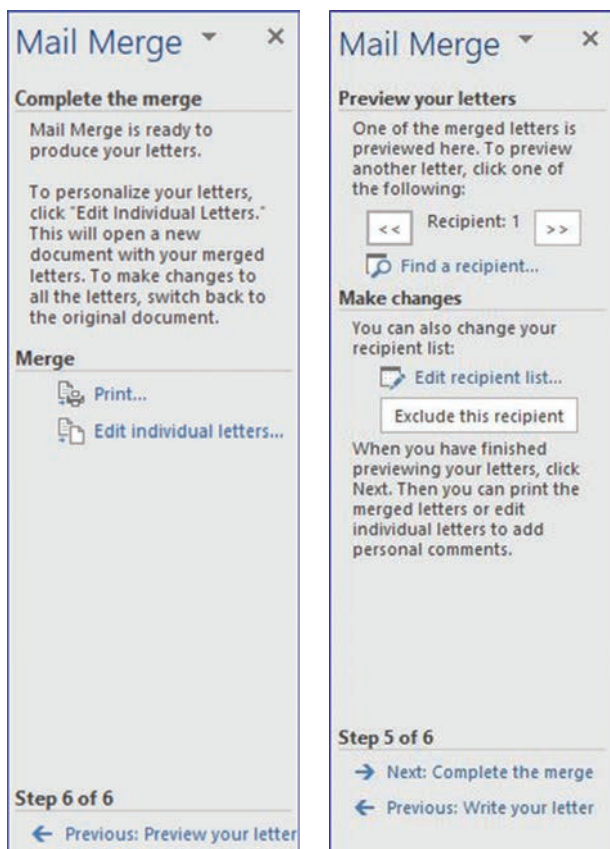 Mail Merge
Complete the merge
Mail Merge is ready to
produce your letters.
To personalize your letters,
click "Edit Individual Letters."
This will open a new
document with your merged
letters. To make changes to
all the letters, switch back to
the original document.
Merge
Print...
Edit individual letters...
Step 6 of 6
Previous: Preview your letter
Mail Merge
Preview your letters
One of the merged letters is
previewed here. To preview
another letter, click one of
the following:
<< Recipient: 1 >>
Find a recipient...
Make changes
You can also change your
recipient list:
Edit recipient list...
Exclude this recipient
When you have finished
previewing your letters, click
Next. Then you can print the
merged letters or edit
individual letters to add
personal comments.
Step 5 of 6
Next: Complete the merge
Previous: Write your letter